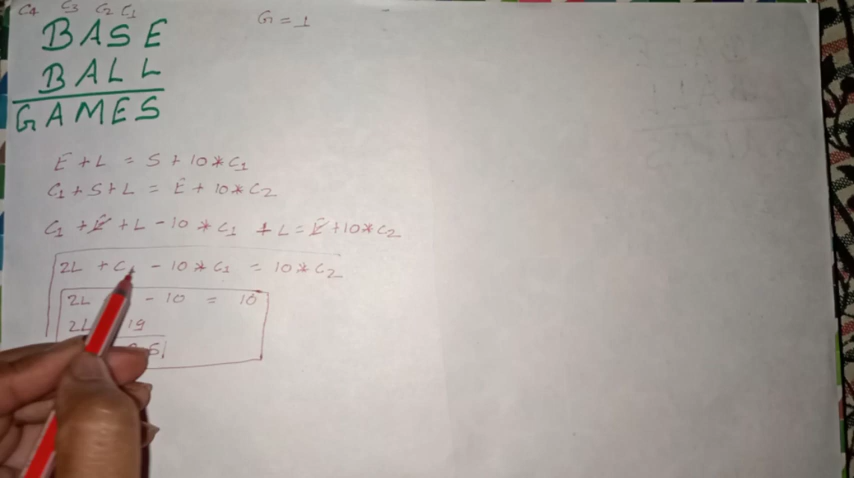 C4 C3 C2 C1
G = 1
BASE
BALL
GAMES
E + L = S + 10 * C1
C1 + S + L = E + 10 * C2
C1 + E + L - 10 * C1 + L = E + 10 * C2
2L + C1 - 10 * C1 = 10 * C2
2L - 10 = 10
2L 19